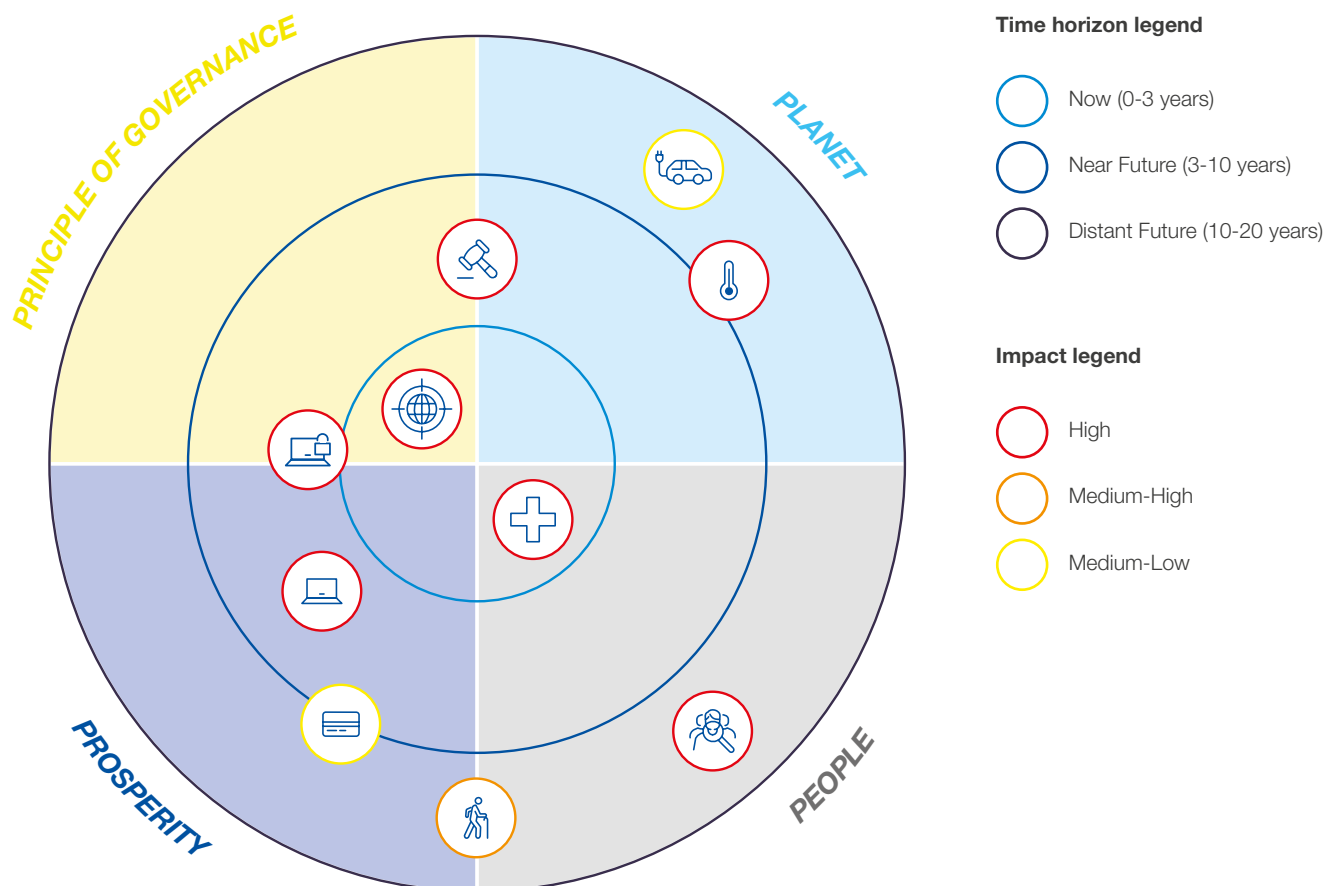 PRINCIPLE OF GOVERNANCE
PLANET
PROSPERITY
PEOPLE
Time horizon legend
Now (0-3 years)
Near Future (3-10 years)
Distant Future (10-20 years)
Impact legend
High
Medium-High
Medium-Low